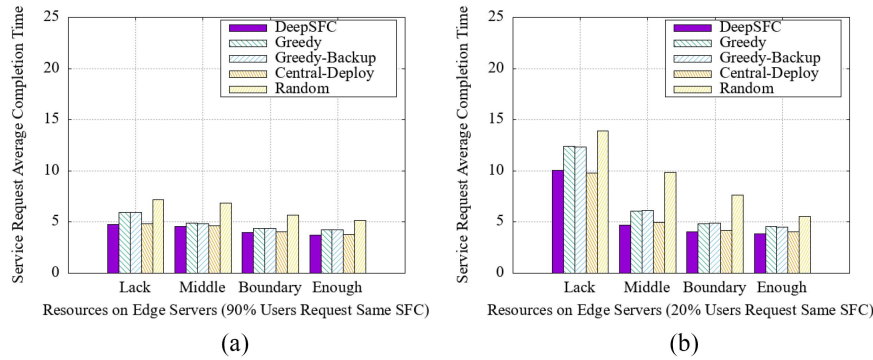 Service Request Average Completion Time
25
20
15
10
5
0
DeepSFC
Greedy
Greedy-Backup
Central-Deploy
Random
Lack Middle Boundary Enough
Resources on Edge Servers (90% Users Request Same SFC)
(a)
Service Request Average Completion Time
25
20
15
10
5
0
DeepSFC
Greedy
Greedy-Backup
Central-Deploy
Random
Lack Middle Boundary Enough
Resources on Edge Servers (20% Users Request Same SFC)
(b)